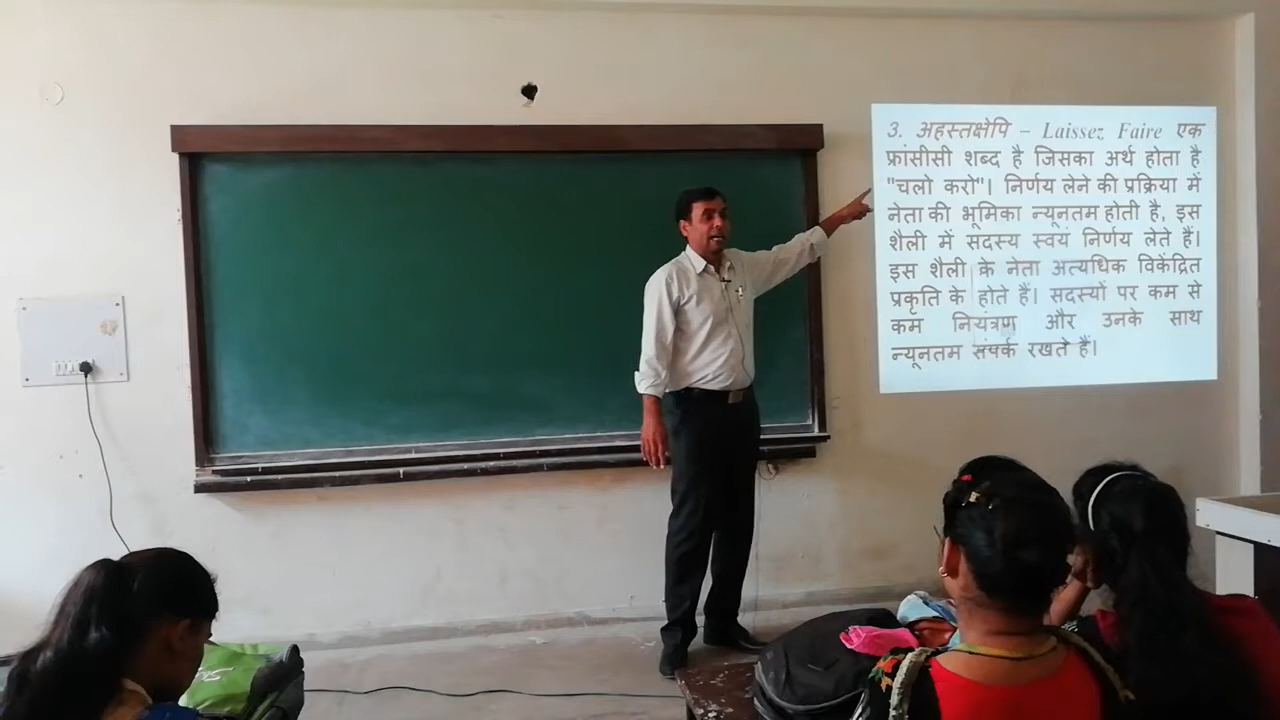 3. अहस्तक्षेपि – Laissez Faire एक
फ्रांसीसी शब्द है जिसका अर्थ होता है
"चलो करो"। निर्णय लेने की प्रक्रिया में
नेता की भूमिका न्यूनतम होती है, इस
शैली में सदस्य स्वयं निर्णय लेते हैं।
इस शैली के नेता अत्यधिक विकेंद्रित
प्रकृति के होते हैं। सदस्यों पर कम से
कम नियंत्रण और उनके साथ
न्यूनतम संपर्क रखते हैं।